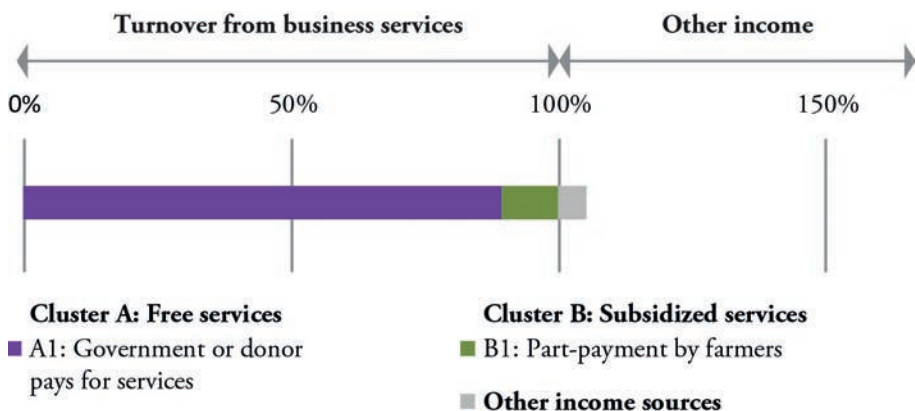 Turnover from business services
Other income
0%
50%
100%
150%
Cluster A: Free services
A1: Government or donor
pays for services
Cluster B: Subsidized services
B1: Part-payment by farmers
Other income sources